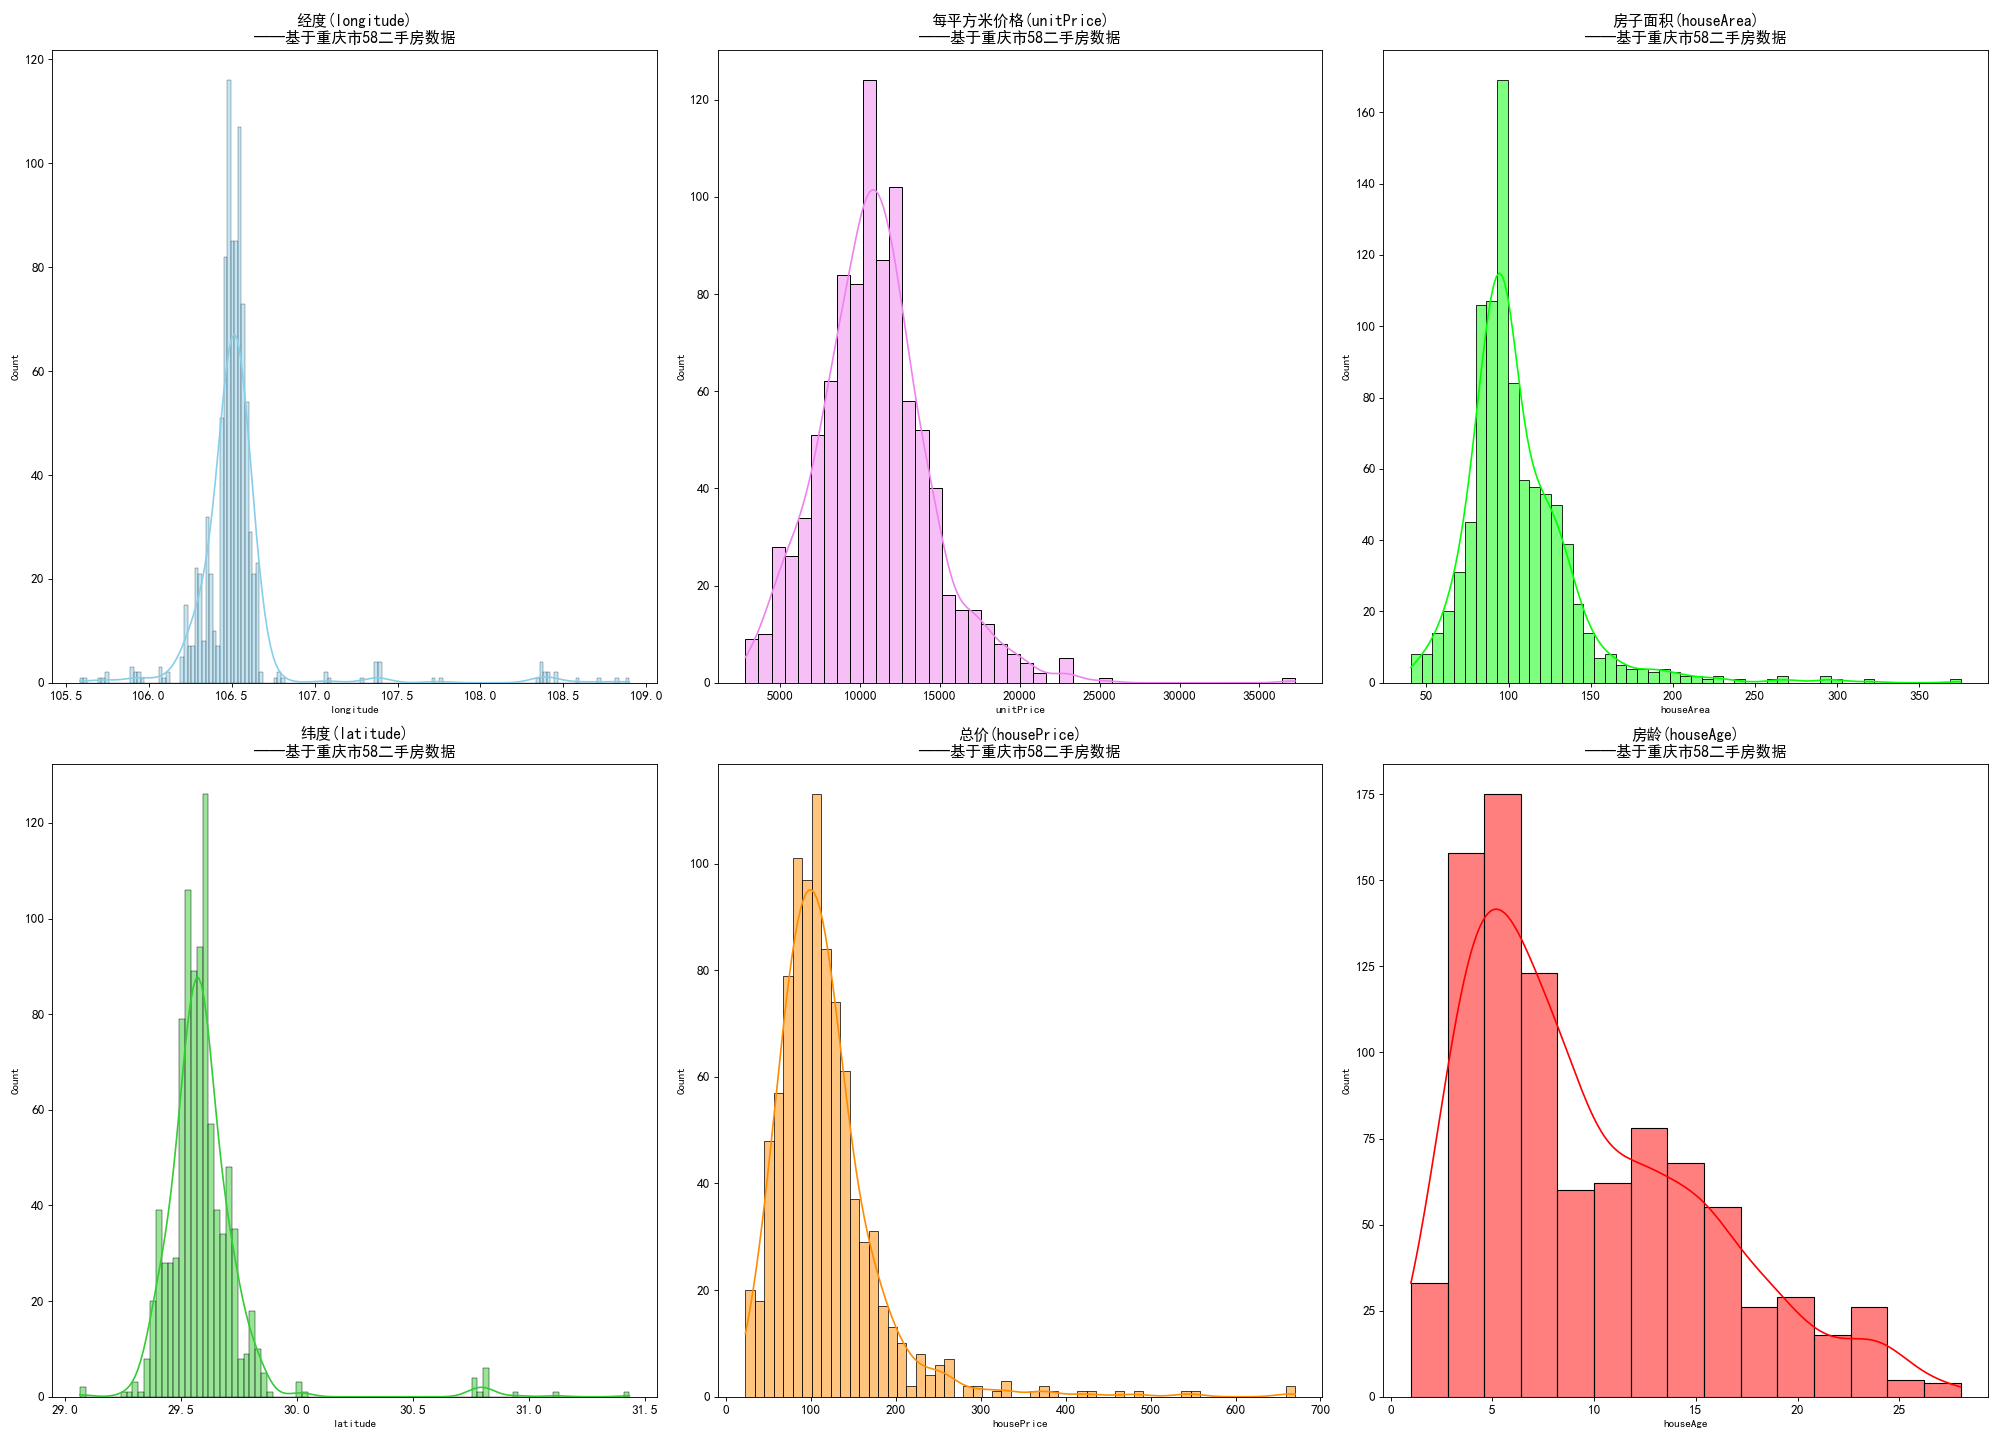 经度(longitude)
——基于重庆市58二手房数据
120
100
80
60
40
20
0
Count
105.5 106.0 106.5 107.0 107.5 108.0 108.5 109.0
longitude
每平方米价格(unitPrice)
——基于重庆市58二手房数据
120
100
80
60
40
20
0
Count
5000 10000 15000 20000 25000 30000 35000
unitPrice
房子面积(houseArea)
——基于重庆市58二手房数据
160
140
120
100
80
60
40
20
0
Count
50 100 150 200 250 300 350
houseArea
纬度(latitude)
——基于重庆市58二手房数据
120
100
80
60
40
20
0
Count
29.0 29.5 30.0 30.5 31.0 31.5
latitude
总价(housePrice)
——基于重庆市58二手房数据
100
80
60
40
20
0
Count
0 100 200 300 400 500 600 700
housePrice
房龄(houseAge)
——基于重庆市58二手房数据
175
150
125
100
75
50
25
0
Count
0 5 10 15 20 25
houseAge